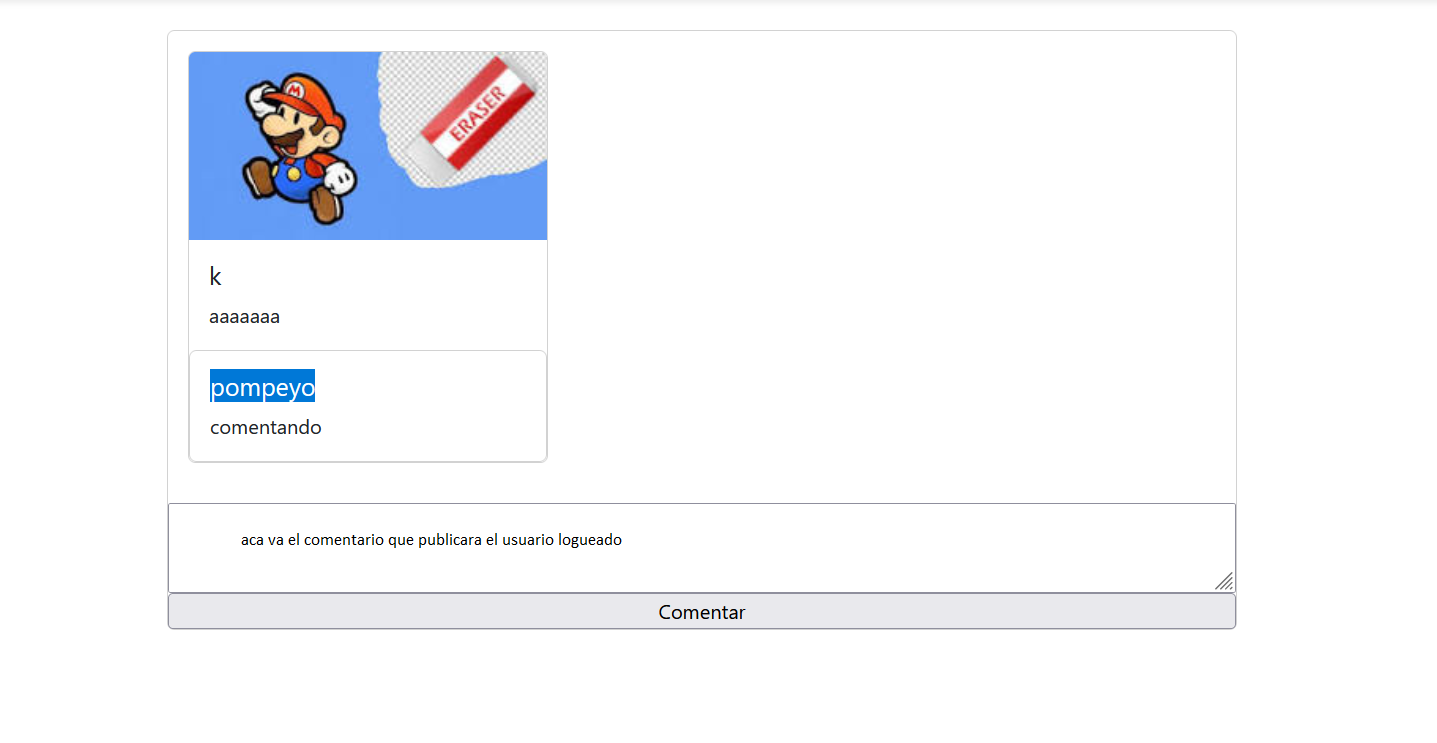 M
ERASER
k
aaaaaaa
pompeyo
comentando
aca va el comentario que publicara el usuario logueado
Comentar